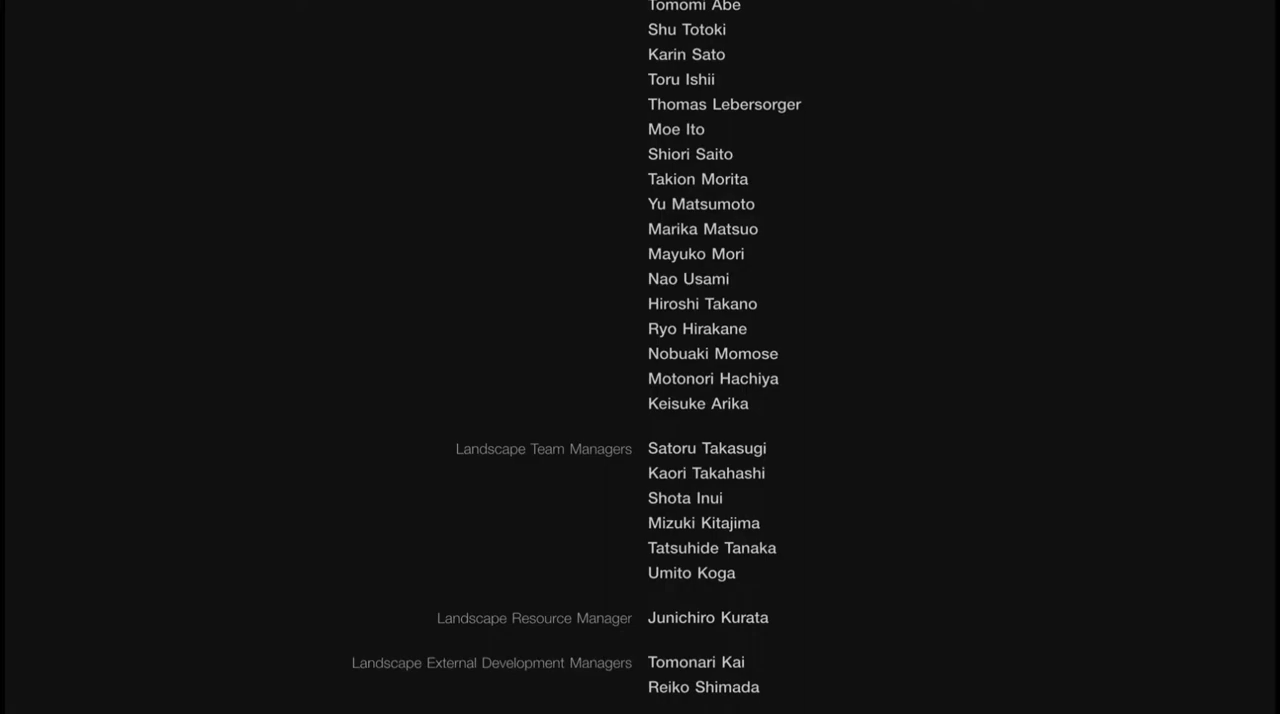 Tomomi Abe
Shu Totoki
Karin Sato
Toru Ishii
Thomas Lebersorger
Moe Ito
Shiori Saito
Takion Morita
Yu Matsumoto
Marika Matsuo
Mayuko Mori
Nao Usami
Hiroshi Takano
Ryo Hirakane
Nobuaki Momose
Motonori Hachiya
Keisuke Arika
Landscape Team Managers Satoru Takasugi
Kaori Takahashi
Shota Inui
Mizuki Kitajima
Tatsuhide Tanaka
Umito Koga
Landscape Resource Manager Junichiro Kurata
Landscape External Development Managers Tomonari Kai
Reiko Shimada